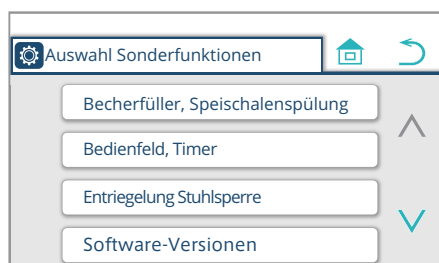 Auswahl Sonderfunktionen
Becherfüller, Speischalenspülung
Bedienfeld, Timer
Entriegelung Stuhlsperre
Software-Versionen